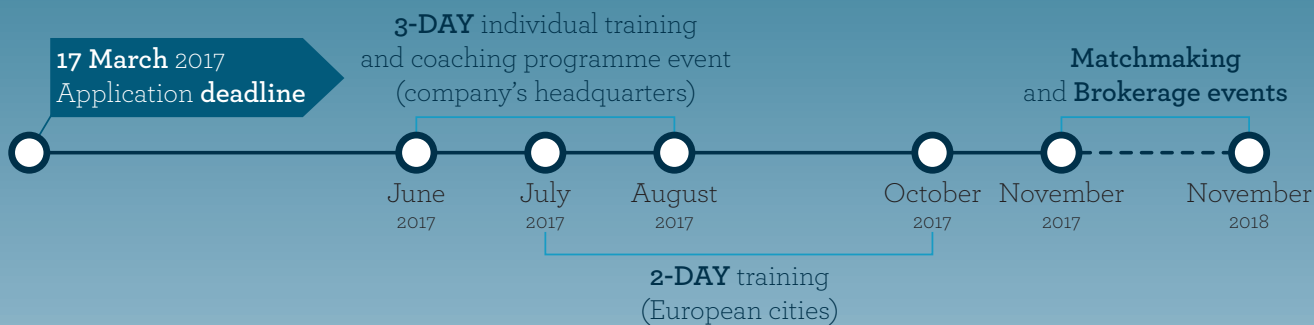 17 March 2017
Application deadline
3-DAY individual training
and coaching programme event
(company's headquarters)
Matchmaking
and Brokerage events
June
2017
July
2017
August
2017
October
2017
November
2017
November
2018
2-DAY training
(European cities)